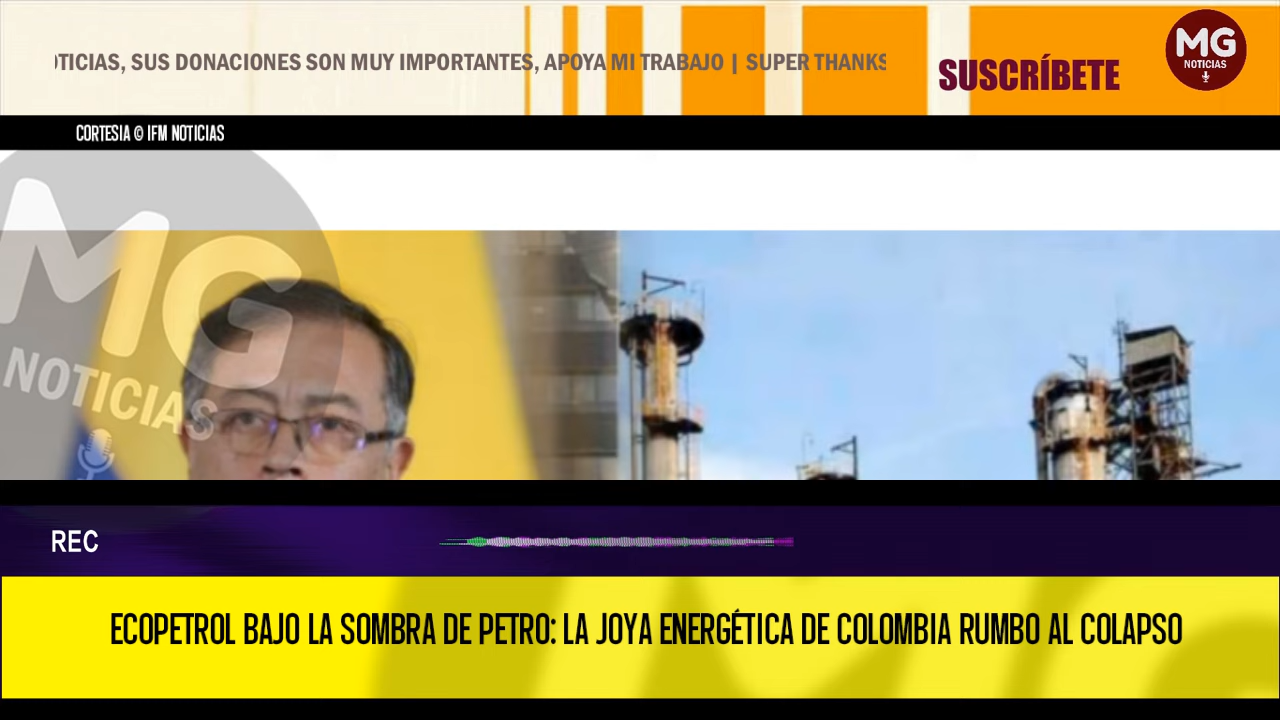 OTICIAS, SUS DONACIONES SON MUY IMPORTANTES, APOYA MI TRABAJO | SUPER THANKS
SUSCRÍBETE
MG
NOTICIAS
CORTESIA © IFM NOTICIAS
MG
NOTICIAS
REC
ECOPETROL BAJO LA SOMBRA DE PETRO: LA JOYA ENERGÉTICA DE COLOMBIA RUMBO AL COLAPSO